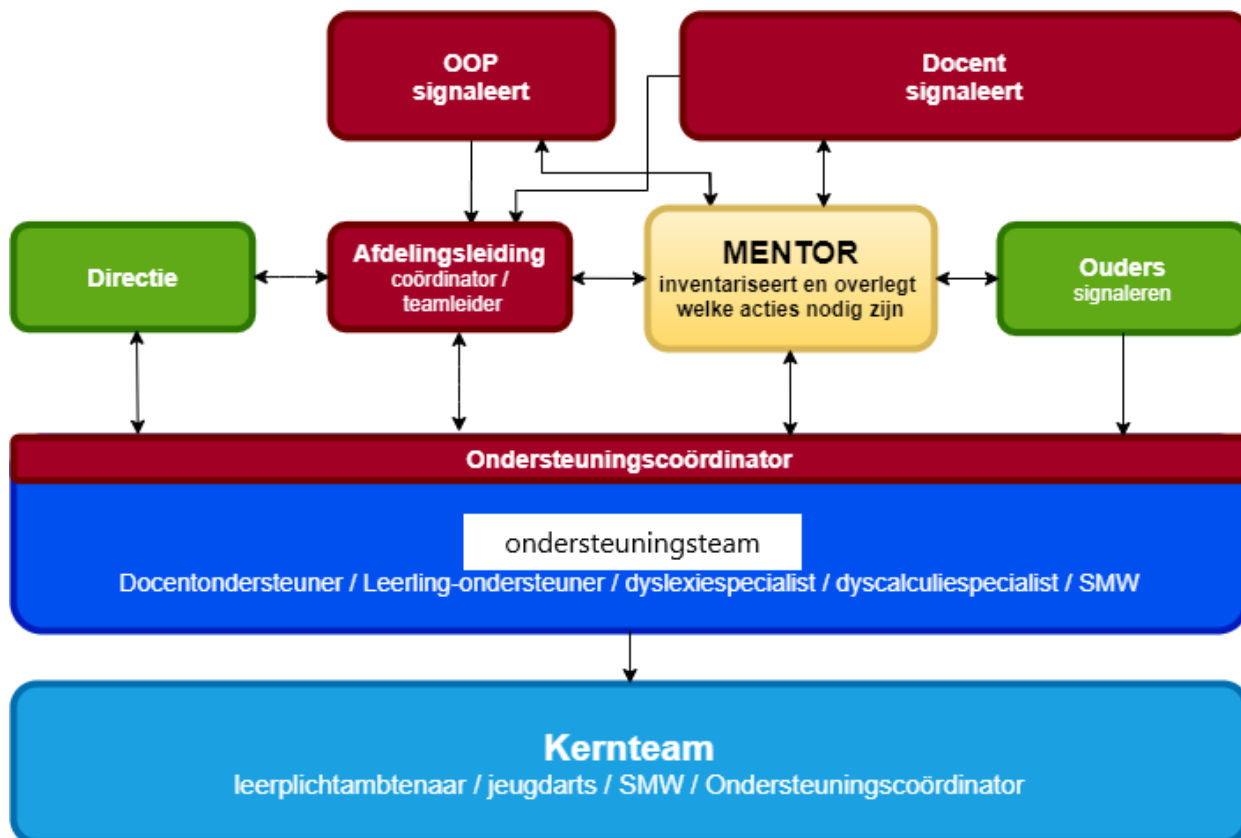 OOP
signaleert
Docent
signaleert
Directie
Afdelingsleiding
coördinator /
teamleider
MENTOR
inventariseert en overlegt
welke acties nodig zijn
Ouders
signaleren
Ondersteuningscoördinator
ondersteuningsteam
Docentondersteuner / Leerling-ondersteuner / dyslexiespecialist / dyscalculiespecialist / SMW
Kernteam
leerplichtambtenaar / jeugdarts / SMW / Ondersteuningscoördinator